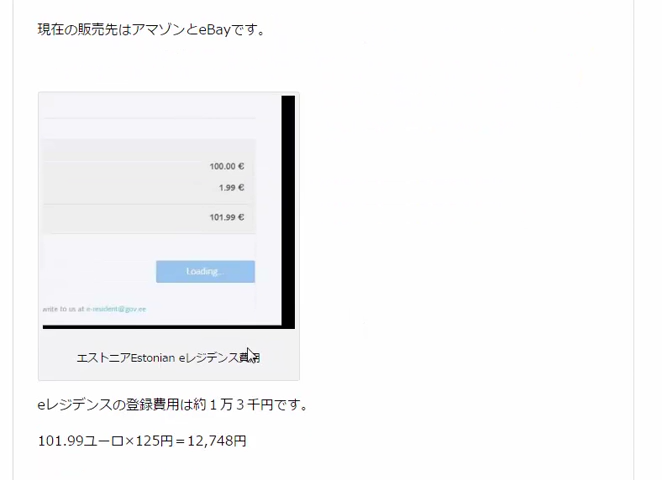 現在の販売先はアマゾンとeBayです。
100.00 €
1.99 €
101.99 €
Loading...
write to us at e-resident@gov.ee
エストニアEstonian eレジデンス費用
eレジデンスの登録費用は約１万３千円です。
101.99ユーロ×125円＝12,748円